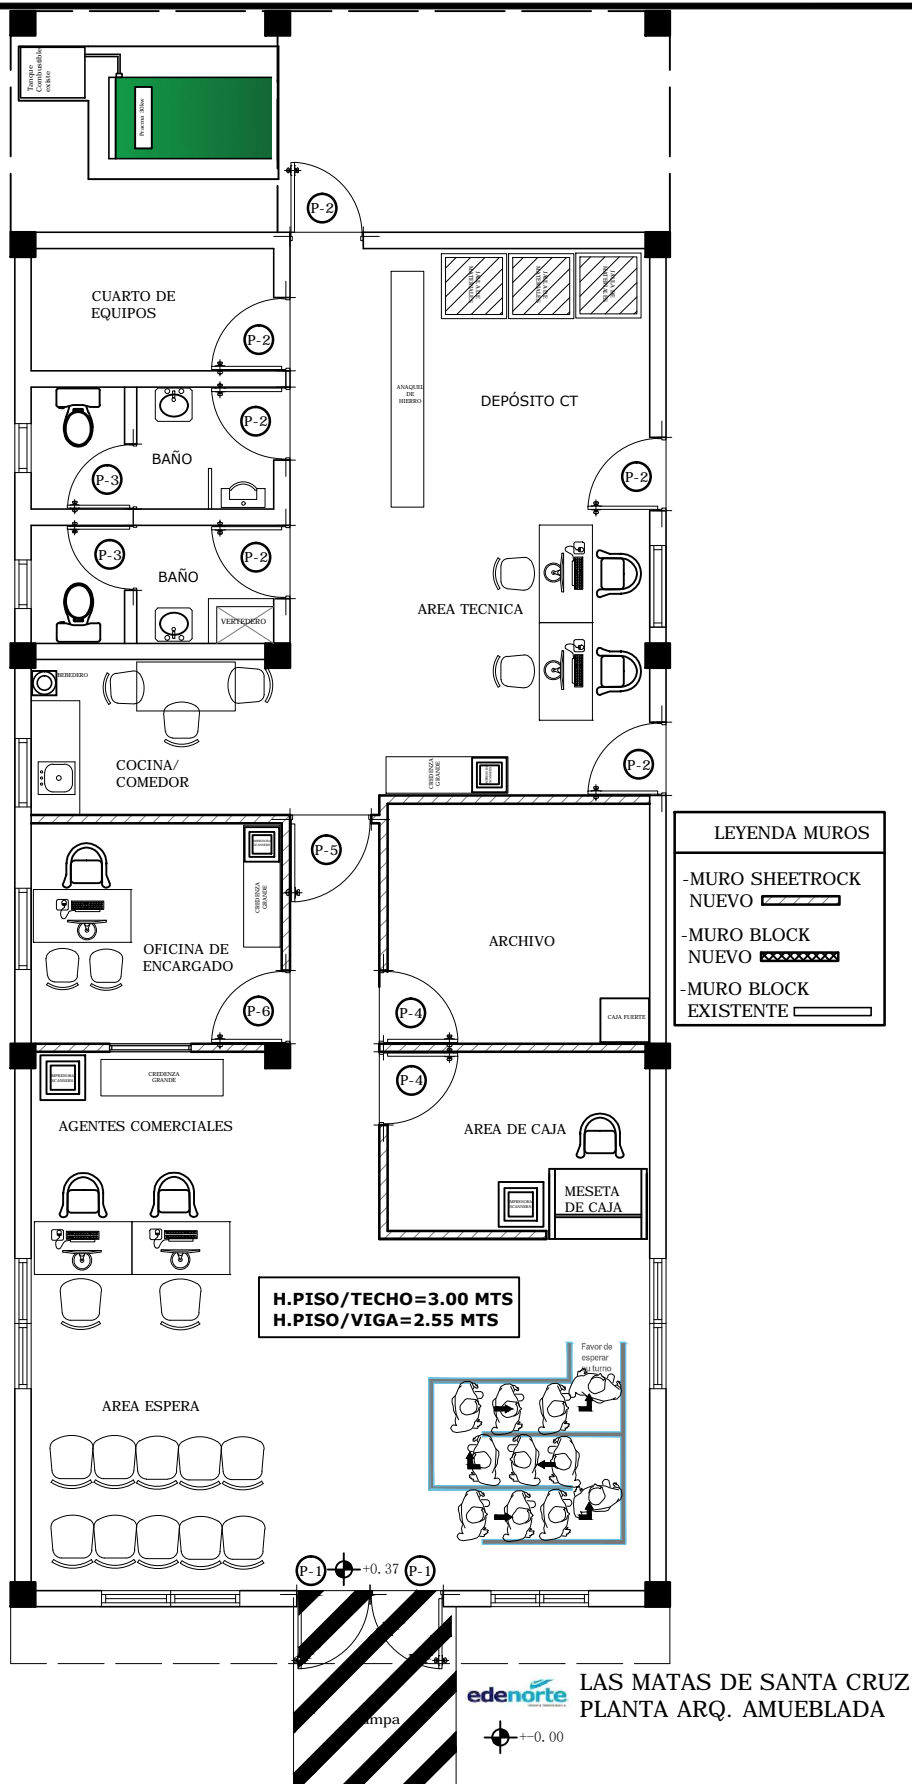 Tanque
Combustible
existe
P-2
CUARTO DE
EQUIPOS
P-2
ANAQUEL
DE
HIERRO
DEPÓSITO CT
P-2
BAÑO
P-3
P-2
P-3
BAÑO
P-2
VERTEDERO
AREA TECNICA
BEBEDERO
COCINA/
COMEDOR
CREDENZA
GRANDE
P-2
P-5
CREDENZA
GRANDE
OFICINA DE
ENCARGADO
P-6
ARCHIVO
P-4
CAJA FUERTE
LEYENDA MUROS
-MURO SHEETROCK
NUEVO
-MURO BLOCK
NUEVO
-MURO BLOCK
EXISTENTE
IMPRESORA
SCANNERS
CREDENZA
GRANDE
P-4
AGENTES COMERCIALES
AREA DE CAJA
IMPRESORA
SCANNERS
MESETA
DE CAJA
H.PISO/TECHO=3.00 MTS
H.PISO/VIGA=2.55 MTS
Favor de
esperar
su turno
AREA ESPERA
P-1
+0.37
P-1
edenorte
LAS MATAS DE SANTA CRUZ
PLANTA ARQ. AMUEBLADA
+-0.00